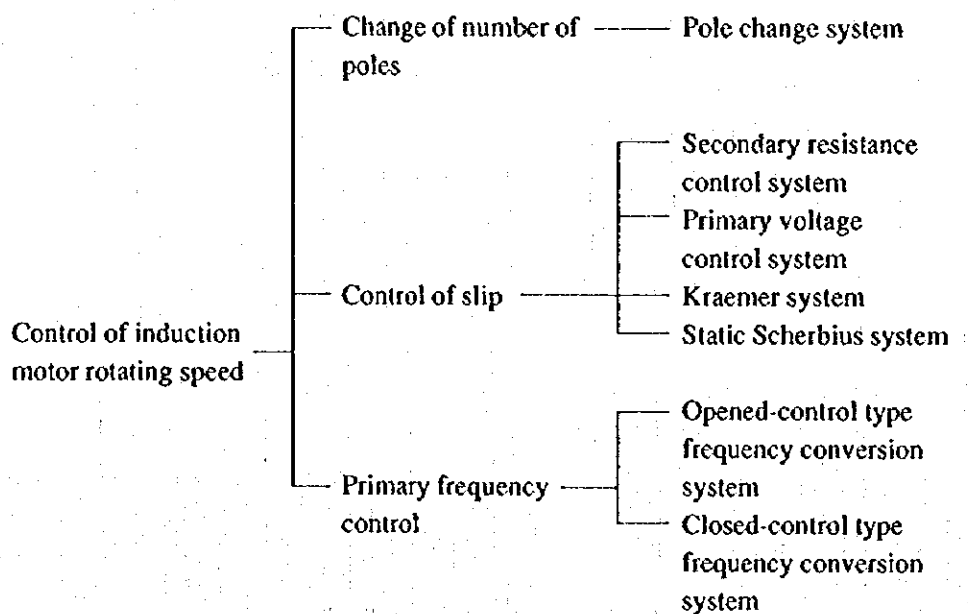 Change of number of
poles
Pole change system
Secondary resistance
control system
Primary voltage
control system
Control of slip
Kraemer system
Static Scherbius system
Control of induction
motor rotating speed
Opened-control type
frequency conversion
system
Primary frequency
control
Closed-control type
frequency conversion
system